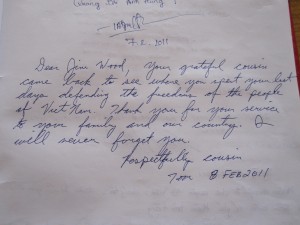 7.2.2011
Dear Jim Wood, Your grateful cousin
came back to see where you spent your last
days defending the freedoms of the people
of Viet Nam. Thank you for your service
to your family and our country. I
will never forget you.
Respectfully cousin
Tom 8 FEB 2011